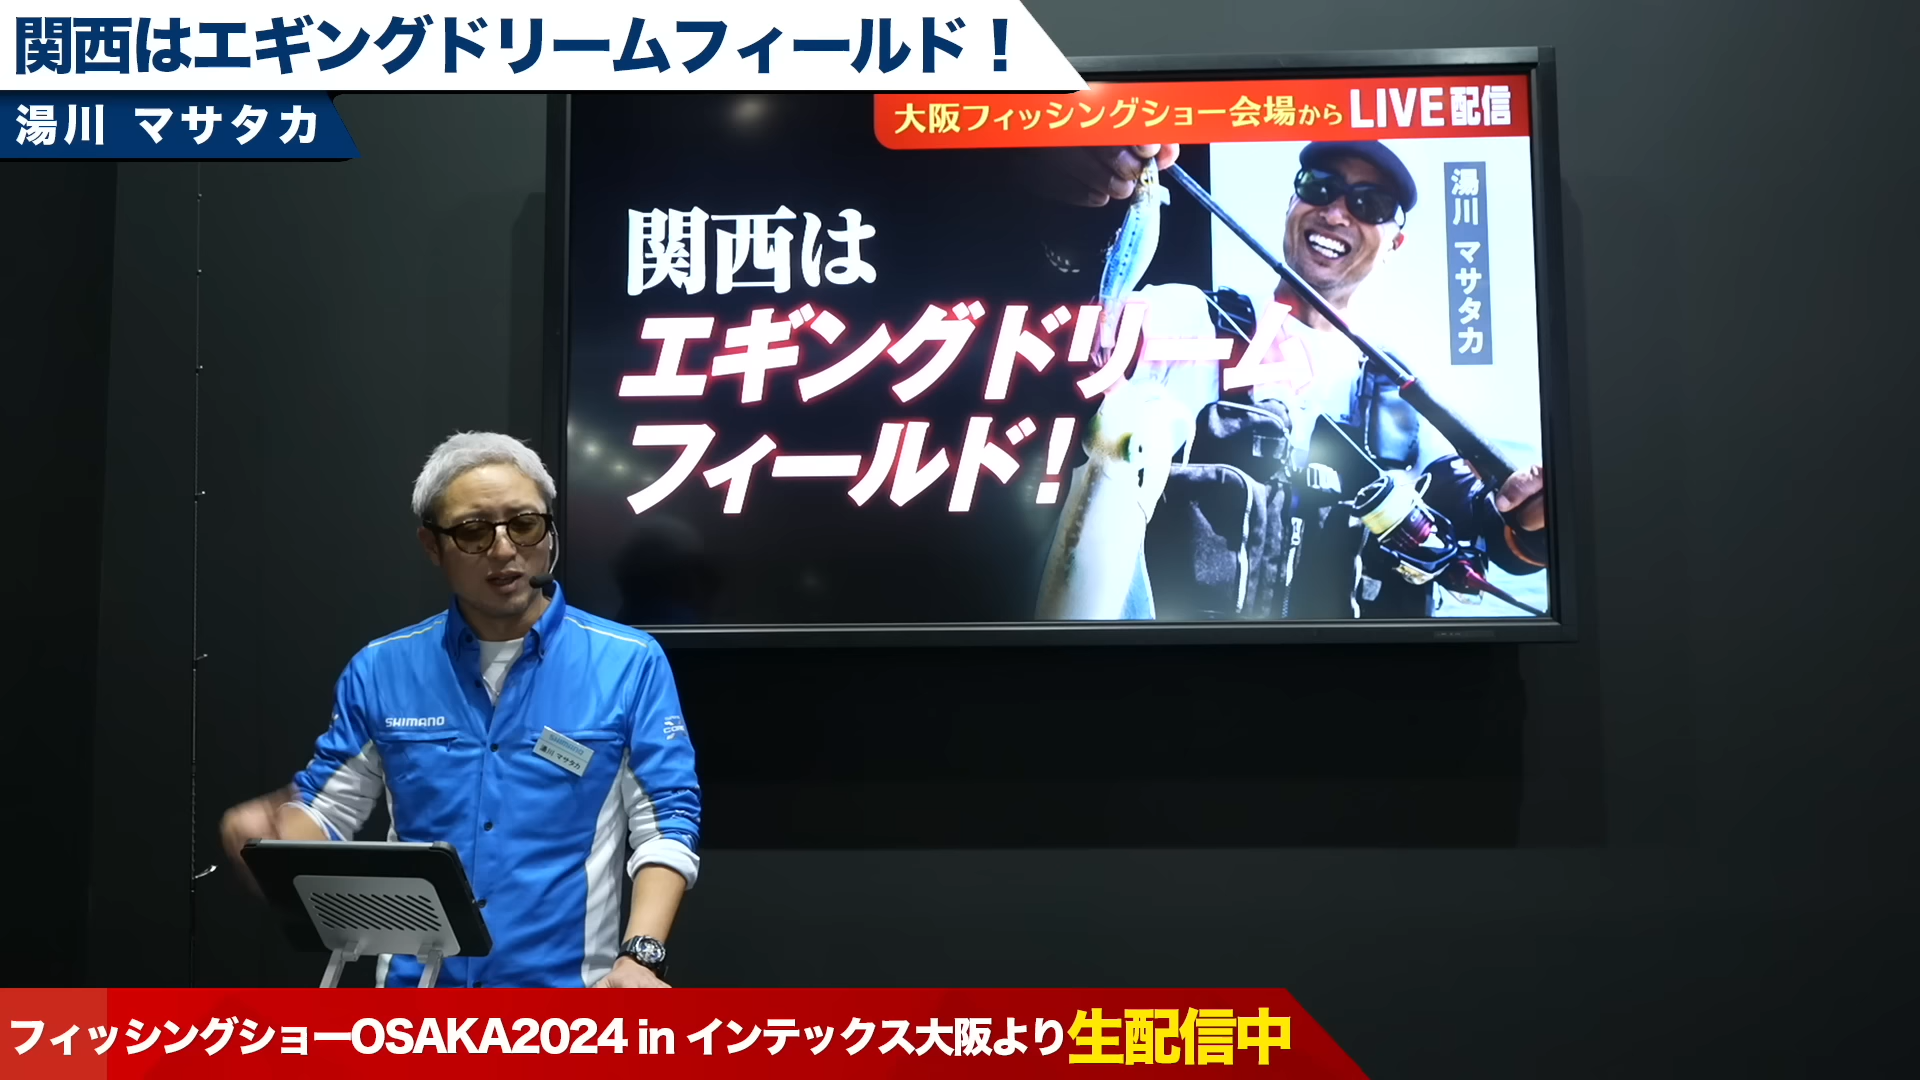 関西はエギングドリームフィールド！
湯川 マサタカ
大阪フィッシングショー会場からLIVE配信
湯川 マサタカ
関西は
エギングドリーム
フィールド！
SHIMANO
SHIMANO
湯川 マサタカ
フィッシングショーOSAKA2024 in インテックス大阪より生配信中